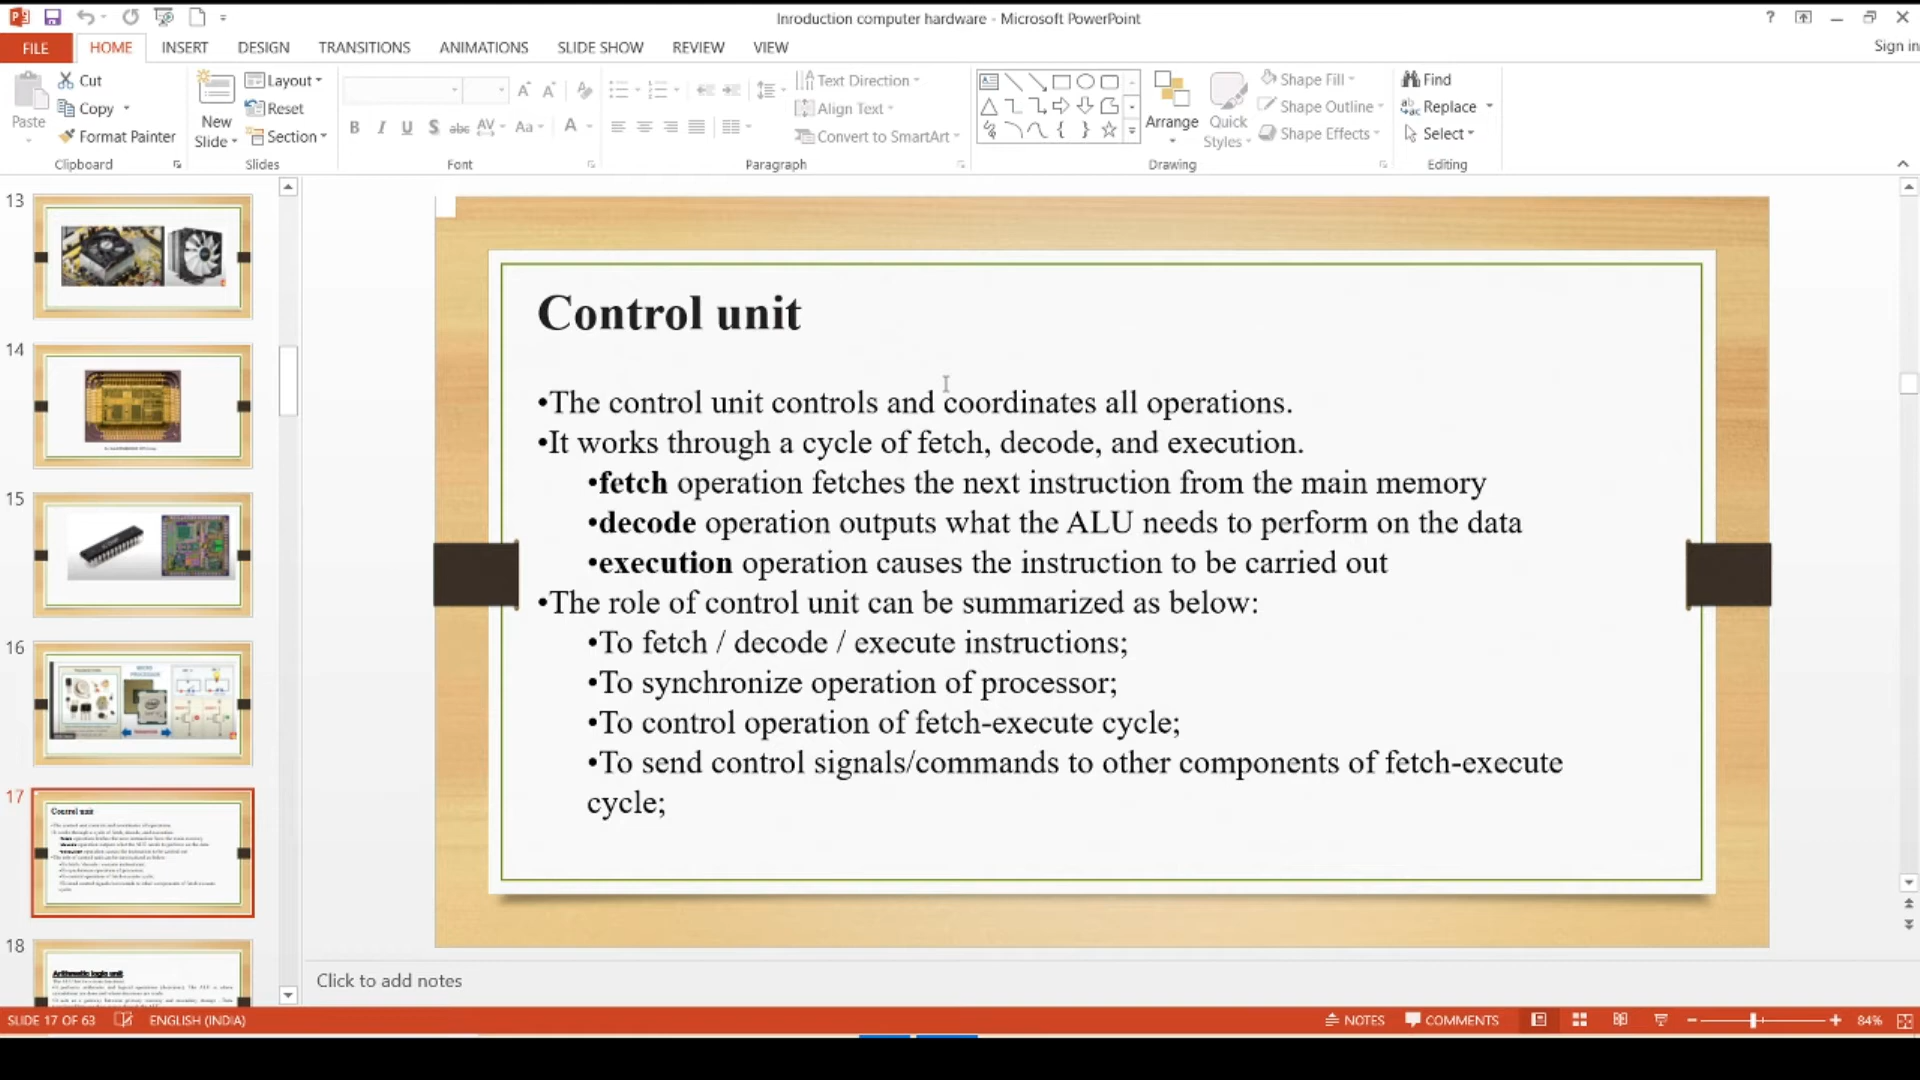 Inroduction computer hardware - Microsoft PowerPoint
?
FILE HOME INSERT DESIGN TRANSITIONS ANIMATIONS SLIDE SHOW REVIEW VIEW
Sign in
Paste
Cut
Copy
Format Painter
Clipboard
New
Slide
Layout
Reset
Section
Slides
B I U S abc AV Aa A
Font
Text Direction
Align Text
Convert to SmartArt
Paragraph
Arrange
Quick
Styles
Shape Fill
Shape Outline
Shape Effects
Drawing
Find
Replace
Select
Editing
13
14
15
16
17
Control unit
18
Arithmetic logic unit
Control unit
•The control unit controls and coordinates all operations.
•It works through a cycle of fetch, decode, and execution.
•fetch operation fetches the next instruction from the main memory
•decode operation outputs what the ALU needs to perform on the data
•execution operation causes the instruction to be carried out
•The role of control unit can be summarized as below:
•To fetch / decode / execute instructions;
•To synchronize operation of processor;
•To control operation of fetch-execute cycle;
•To send control signals/commands to other components of fetch-execute
cycle;
Click to add notes
SLIDE 17 OF 63
ENGLISH (INDIA)
NOTES
COMMENTS
84%